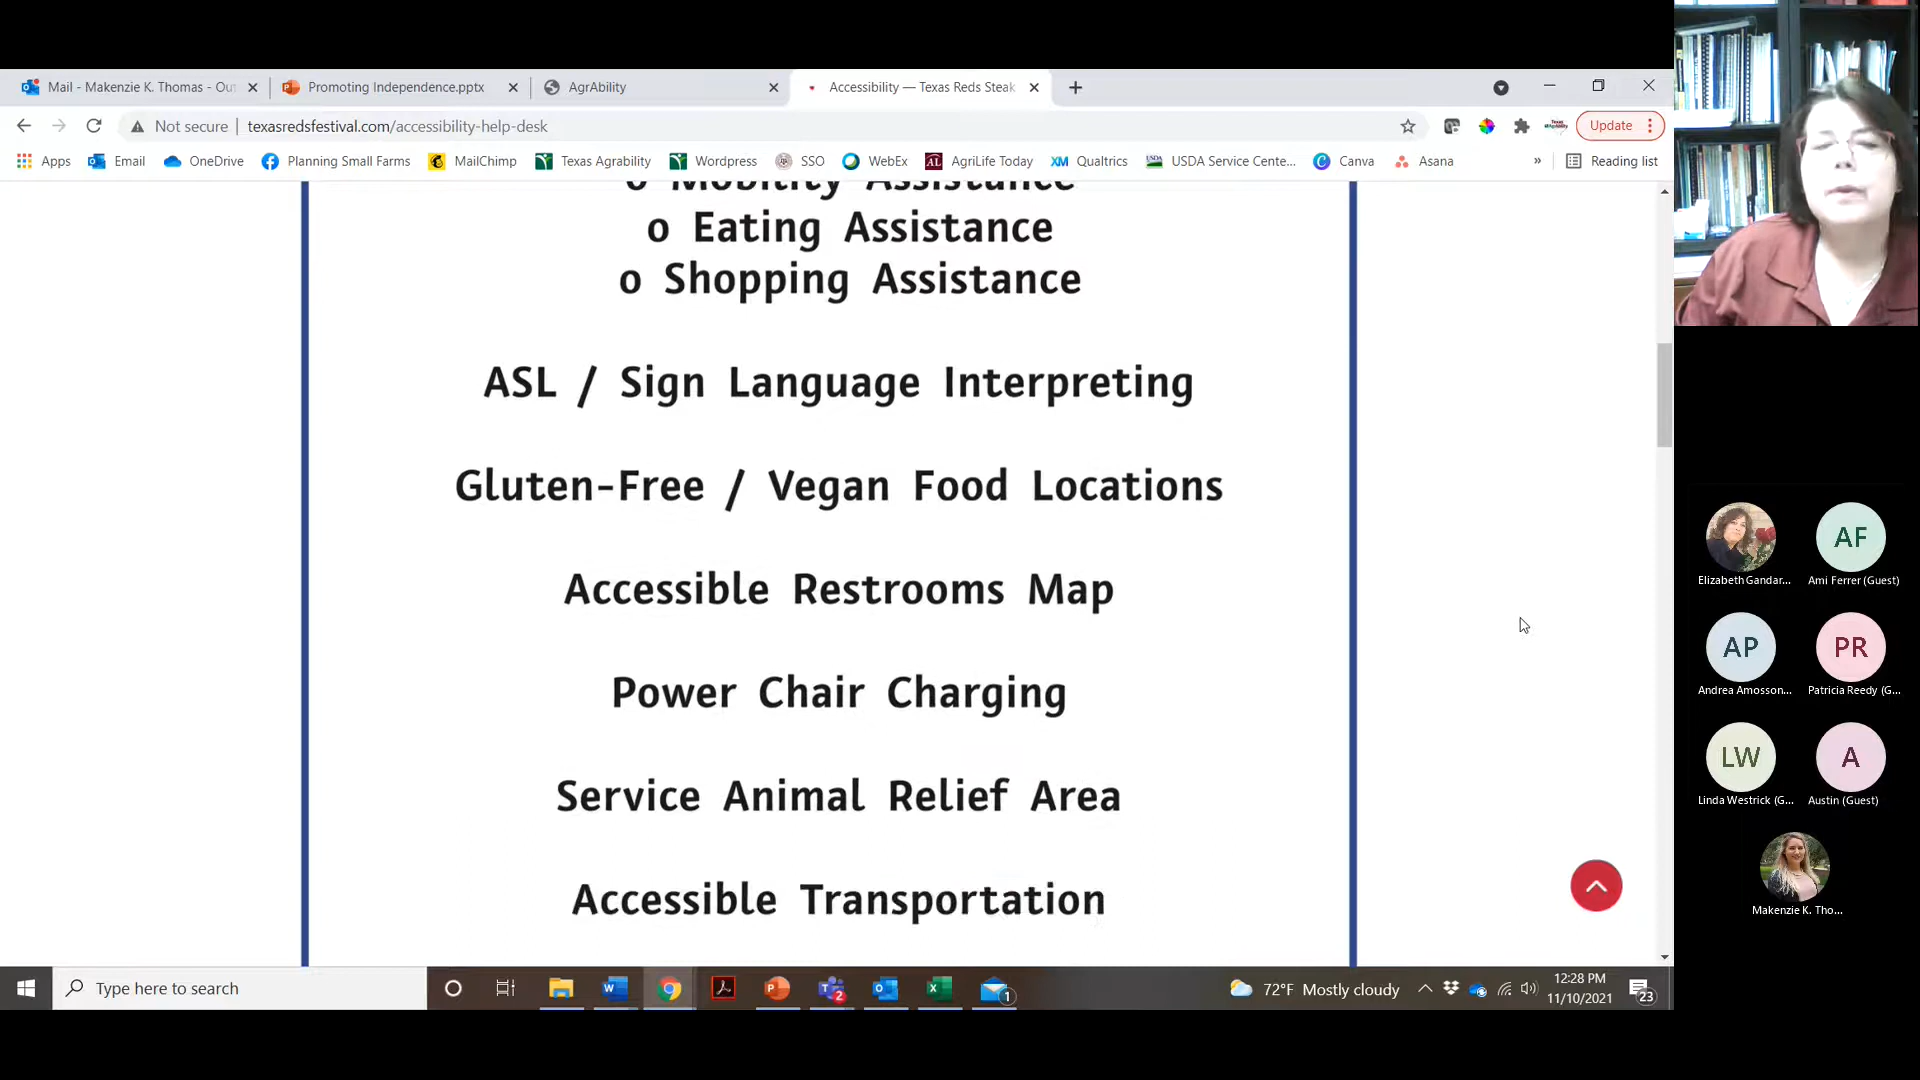 Mail - Makenzie K. Thomas - Out
Promoting Independence.pptx
AgrAbility
Accessibility — Texas Reds Steak
Not secure
texasredsfestival.com/accessibility-help-desk
Update
Apps
Email
OneDrive
Planning Small Farms
MailChimp
Texas Agrability
Wordpress
SSO
WebEx
AgriLife Today
Qualtrics
USDA Service Cente...
Canva
Asana
»
Reading list
o Mobility Assistance
o Eating Assistance
o Shopping Assistance
ASL / Sign Language Interpreting
Gluten-Free / Vegan Food Locations
Accessible Restrooms Map
Power Chair Charging
Service Animal Relief Area
Accessible Transportation
Elizabeth Gandar...
AF
Ami Ferrer (Guest)
AP
Andrea Amosson...
PR
Patricia Reedy (G...
LW
Linda Westrick (G...
A
Austin (Guest)
Makenzie K. Tho...
Type here to search
2
1
72°F Mostly cloudy
12:28 PM
11/10/2021
23